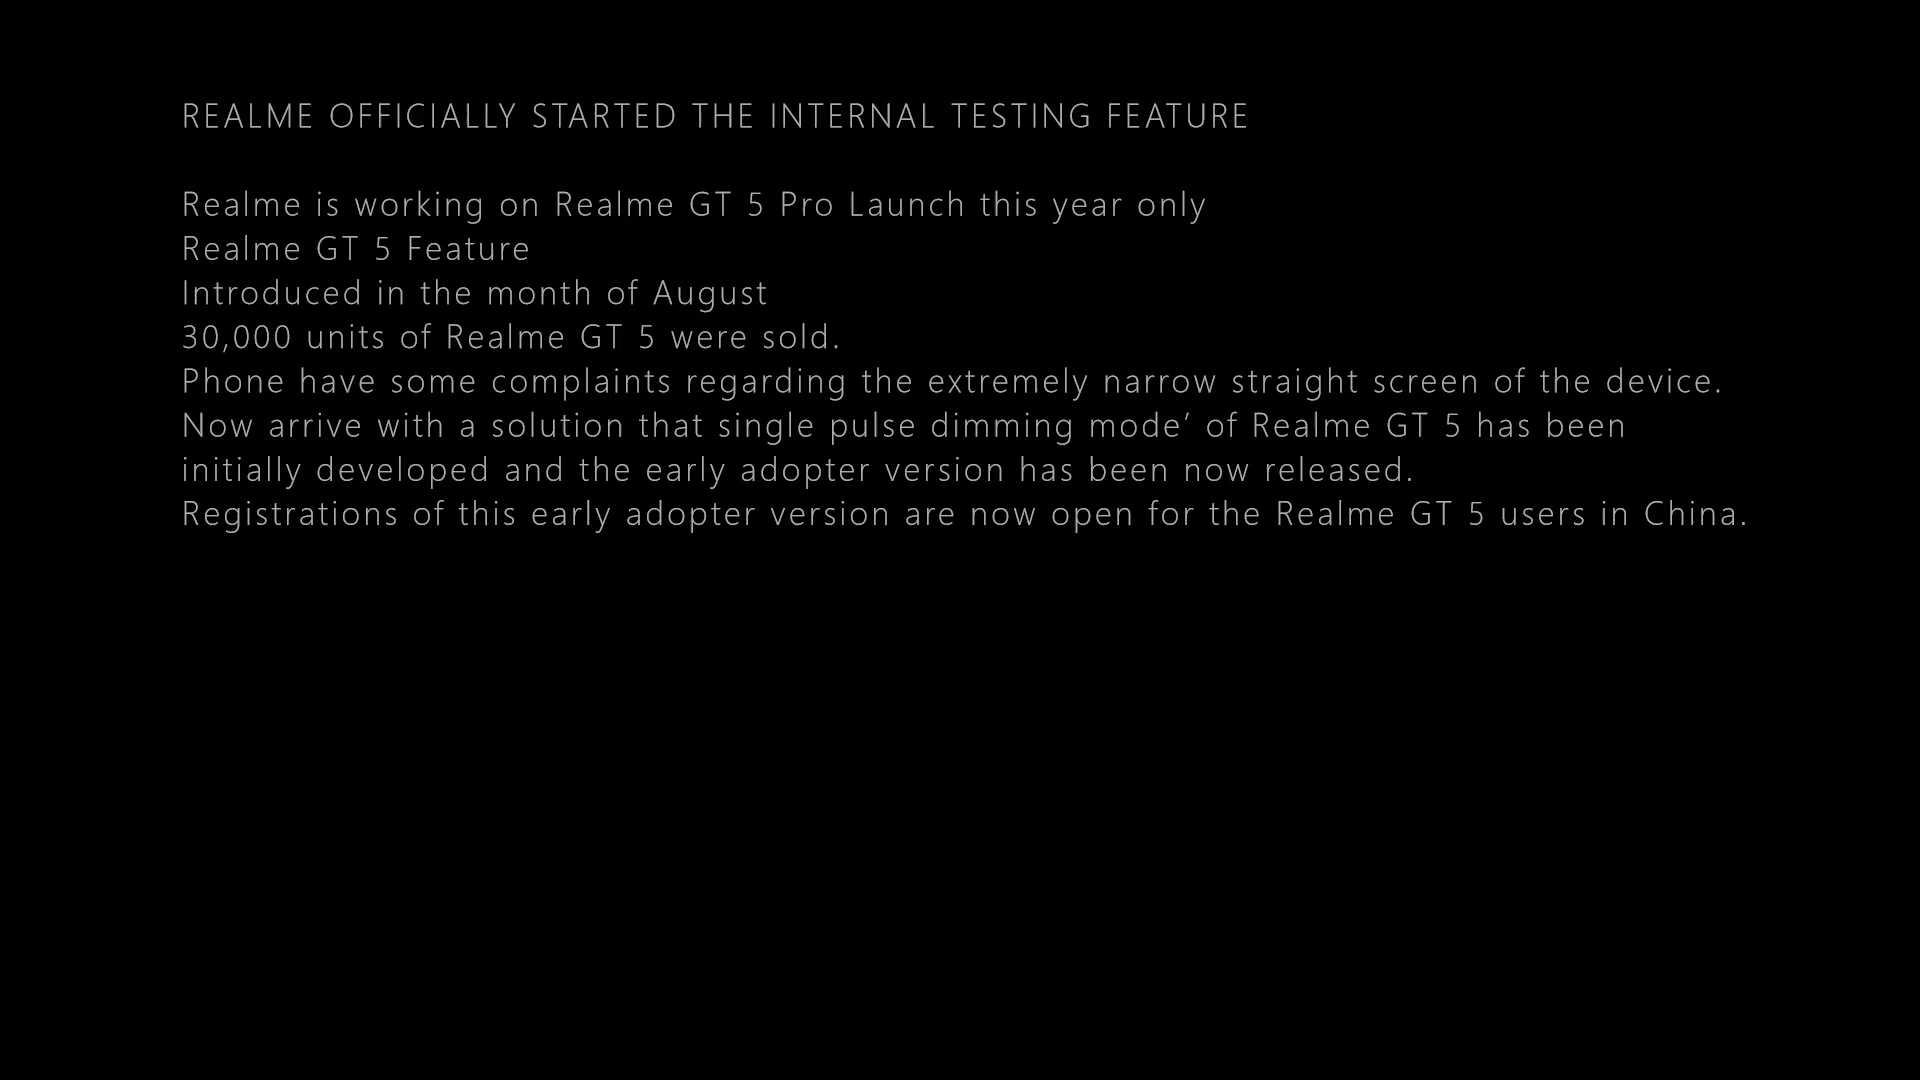 REALME OFFICIALLY STARTED THE INTERNAL TESTING FEATURE
Realme is working on Realme GT 5 Pro Launch this year only
Realme GT 5 Feature
Introduced in the month of August
30,000 units of Realme GT 5 were sold.
Phone have some complaints regarding the extremely narrow straight screen of the device.
Now arrive with a solution that single pulse dimming mode’ of Realme GT 5 has been
initially developed and the early adopter version has been now released.
Registrations of this early adopter version are now open for the Realme GT 5 users in China.